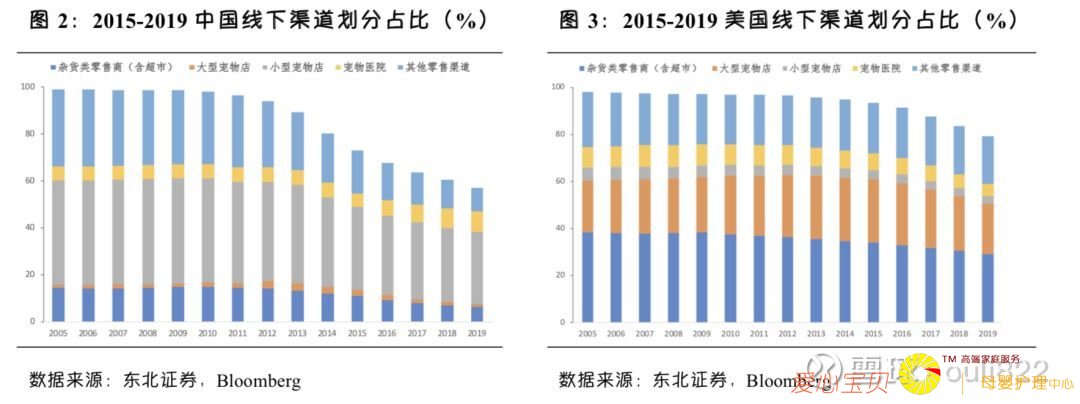 图 2：2015-2019 中国线下渠道划分占比（%）
杂货类零售商（含超市） 大型宠物店 小型宠物店 宠物医院 其他零售渠道
100
80
60
40
20
0
2005 2006 2007 2008 2009 2010 2011 2012 2013 2014 2015 2016 2017 2018 2019
数据来源：东北证券，Bloomberg
图 3：2015-2019 美国线下渠道划分占比（%）
杂货类零售商（含超市） 大型宠物店 小型宠物店 宠物医院 其他零售渠道
100
80
60
40
20
0
2005 2006 2007 2008 2009 2010 2011 2012 2013 2014 2015 2016 2017 2018 2019
数据来源：东北证券，Bloomberg
TM 高端家庭服务
爱心宝贝
母婴护理中心